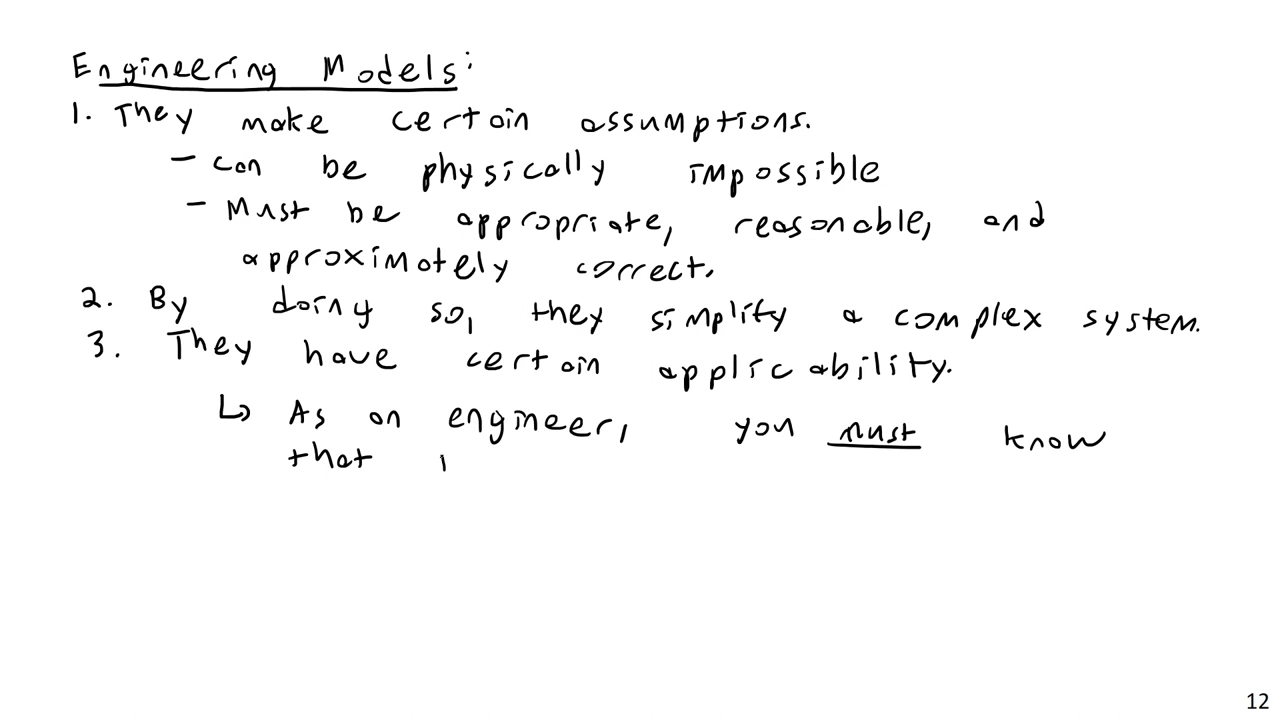 Engineering Models:
1. They make certain assumptions.
- can be physically impossible
- Must be appropriate, reasonable, and
approximately correct.
2. By doing so, they simplify a complex system.
3. They have certain applicability.
↳ As an engineer, you must know
that
12